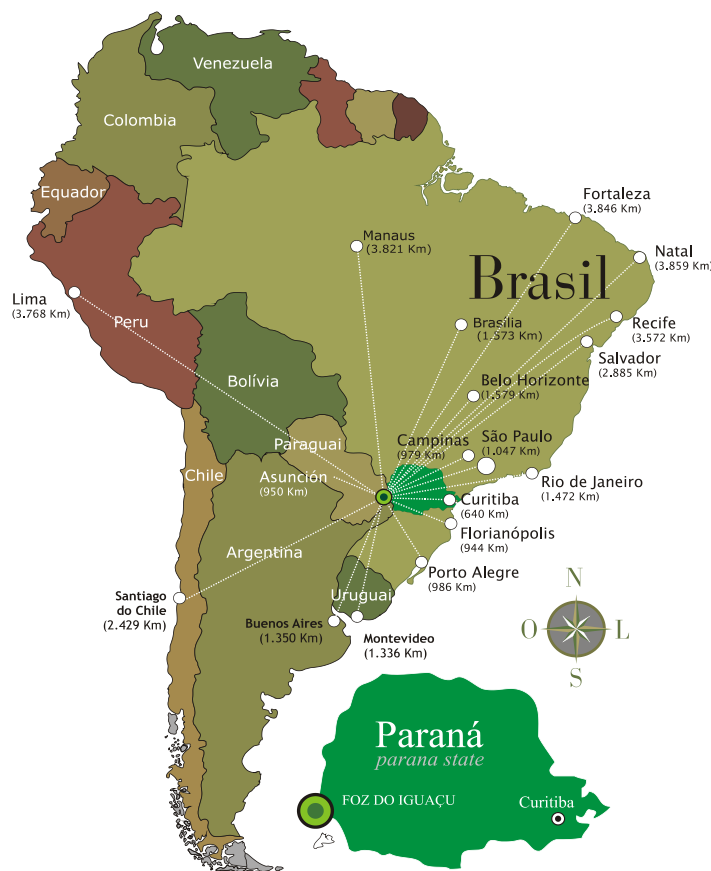 Venezuela
Colombia
Equador
Fortaleza
(3.846 Km)
Manaus
(3.821 Km)
Natal
(3.859 Km)
Brasil
Lima
(3.768 Km)
Peru
Recife
(3.572 Km)
Brasília
(1.573 Km)
Salvador
(2.885 Km)
Bolívia
Belo Horizonte
(1.579 Km)
Paraguai
Campinas
(979 Km)
São Paulo
(1.047 Km)
Chile
Asunción
(950 Km)
Rio de Janeiro
(1.472 Km)
Curitiba
(640 Km)
Florianópolis
(944 Km)
Argentina
Porto Alegre
(986 Km)
Uruguai
Santiago
do Chile
(2.429 Km)
Buenos Aires
(1.350 Km)
Montevideo
(1.336 Km)
N
O
L
S
Paraná
parana state
FOZ DO IGUAÇU
Curitiba